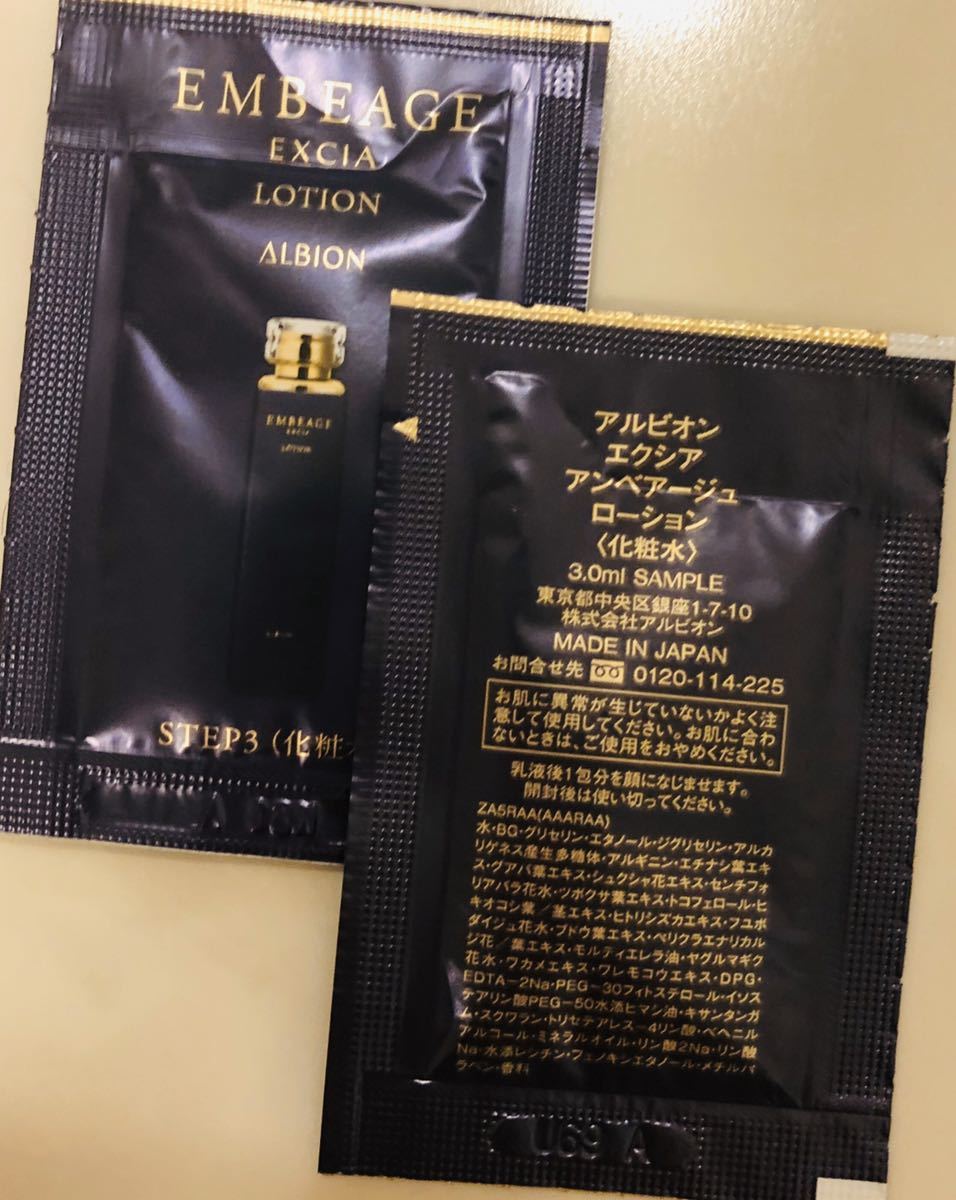 EMBEAGE
EXCIA
LOTION
ALBION
EMBEAGE
EXCIA
LOTION
STEP3(化粧
アルビオン
エクシア
アンベアージュ
ローション
〈化粧水〉
3.0ml SAMPLE
東京都中央区銀座1-7-10
株式会社アルビオン
MADE IN JAPAN
お問合せ先 0120-114-225
お肌に異常が生じていないかよく注
意して使用してください。お肌に合わ
ないときは、ご使用をおやめください。
乳液後1包分を顔になじませます。
開封後は使い切ってください。
ZA5RAA(AAARAA)
水・BG・グリセリン・エタノール・ジグリセリン・アルカ
リゲネス産生多糖体・アルギニン・エチナシ葉エキ
ス・グアバ葉エキス・シュクシャ花エキス・センチフォ
リアバラ花水・ツボクサ葉エキス・トコフェロール・ヒ
キオコシ葉/茎エキス・ヒトリシズカエキス・フユボ
ダイジュ花水・ブドウ葉エキス・ペリクラエナリカル
ジ花/葉エキス・モルティエレラ油・ヤグルマギク
花水・ワカメエキス・ワレモコウエキス・DPG・
EDTA-2Na・PEG-30フィトステロール・イソス
テアリン酸PEG-50水添ヒマシ油・キサンタンガ
ム・スクワラン・トリセテアレス-4リン酸・ベヘニル
アルコール・ミネラルオイル・リン酸2Na・リン酸
Na・水添レシチン・フェノキシエタノール・メチルパ
ラベン・香料
U69 A